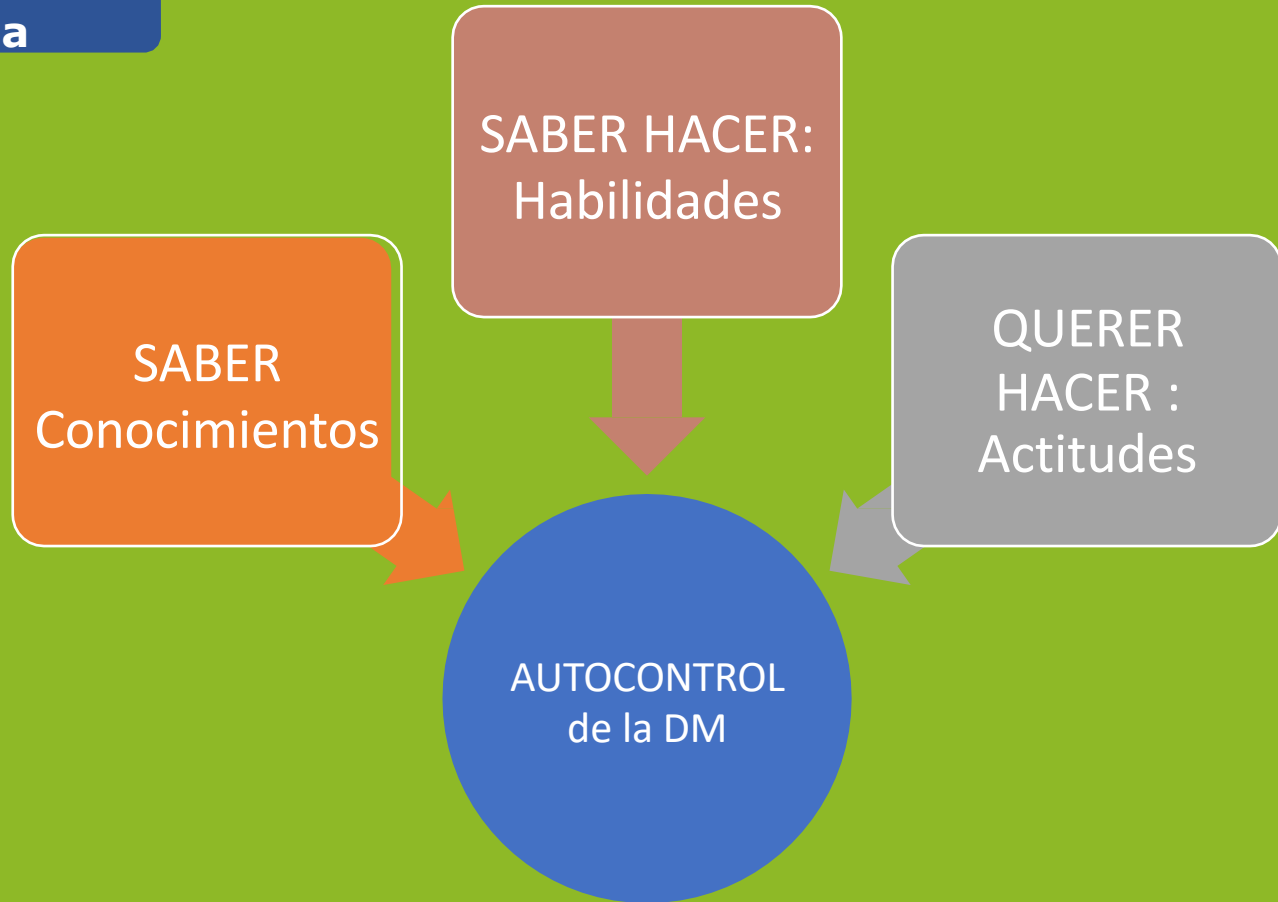 a
SABER HACER:
Habilidades
SABER
Conocimientos
QUERER
HACER :
Actitudes
AUTOCONTROL
de la DM